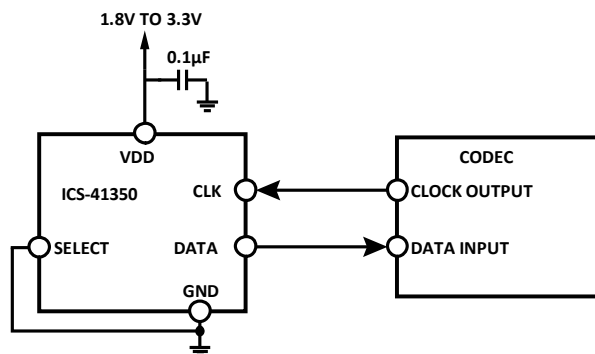 1.8V TO 3.3V
0.1µF
VDD
CODEC
ICS-41350
CLK
CLOCK OUTPUT
SELECT
DATA
DATA INPUT
GND